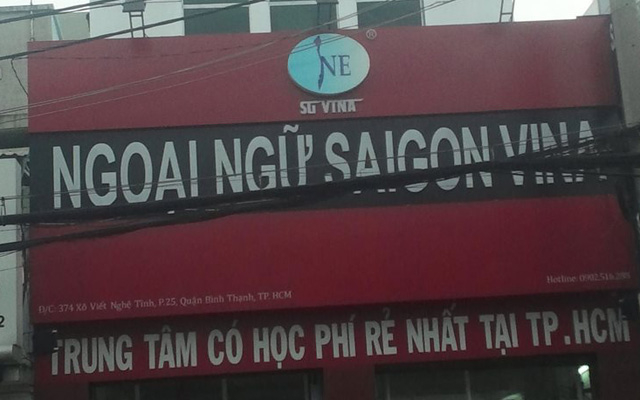 NE
®
SG VINA
NGOẠI NGỮ SAIGON VINA
Đ/C: 374 Xô Viết Nghệ Tĩnh, P.25, Quận Bình Thạnh, TP. HCM
Hotline:
TRUNG TÂM CÓ HỌC PHÍ RẺ NHẤT TẠI TP.HCM